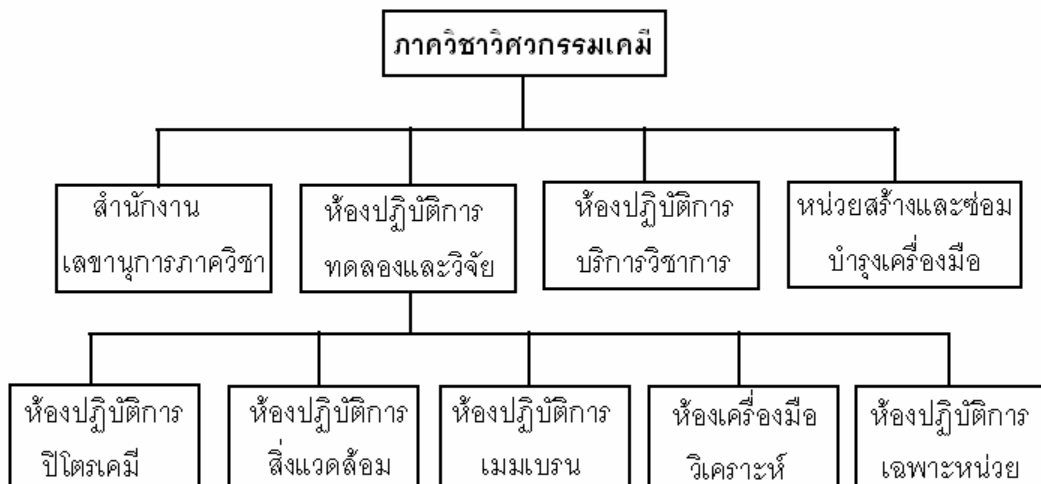 ภาควิชาวิศวกรรมเคมี
สำนักงาน
เลขานุการภาควิชา
ห้องปฏิบัติการ
ทดลองและวิจัย
ห้องปฏิบัติการ
บริการวิชาการ
หน่วยสร้างและซ่อม
บำรุงเครื่องมือ
ห้องปฏิบัติการ
ปิโตรเคมี
ห้องปฏิบัติการ
สิ่งแวดล้อม
ห้องปฏิบัติการ
เมมเบรน
ห้องเครื่องมือ
วิเคราะห์
ห้องปฏิบัติการ
เฉพาะหน่วย